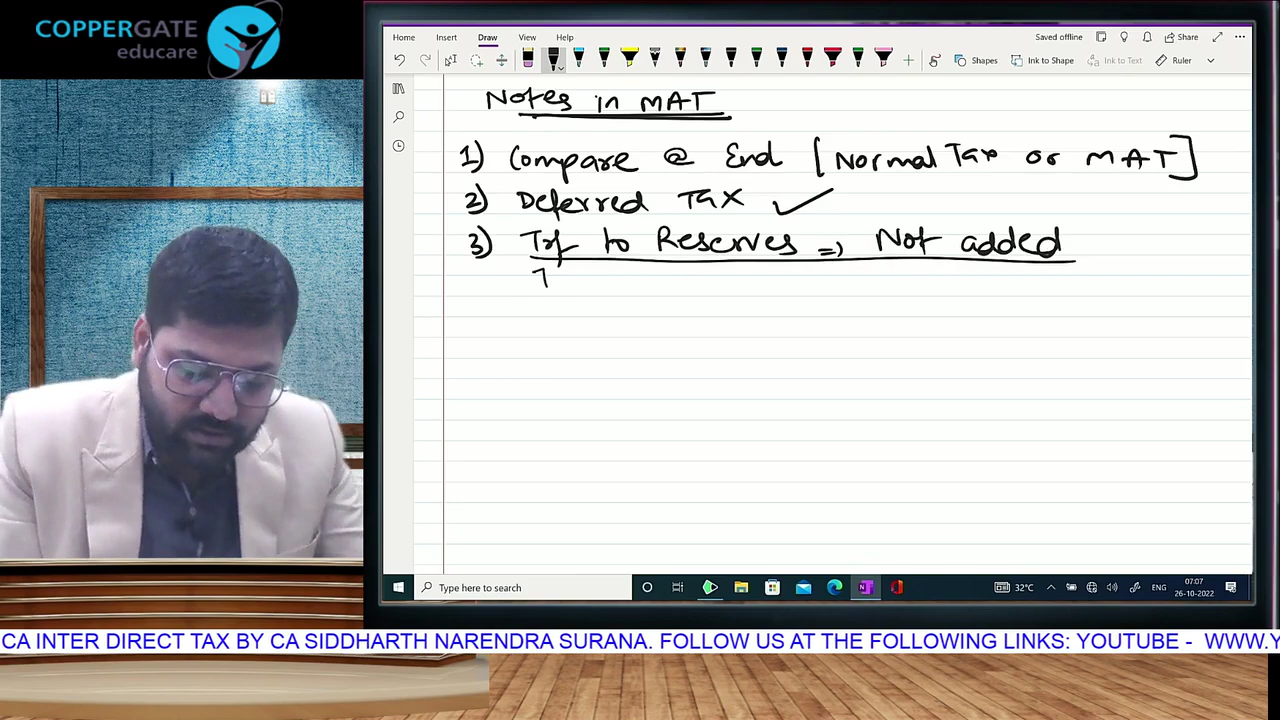 COPPERGATE
educare
Home Insert Draw View Help
Saved offline
Share
Shapes
Ink to Shape
Ink to Text
Ruler
Notes in MAT
1) Compare @ End [Normal Tax or MAT]
2) Deferred Tax ✓
3) Trf to Reserves => Not added
7
Type here to search
32°C
ENG
07:07
26-10-2022
CA INTER DIRECT TAX BY CA SIDDHARTH NARENDRA SURANA. FOLLOW US AT THE FOLLOWING LINKS: YOUTUBE - WWW.Y